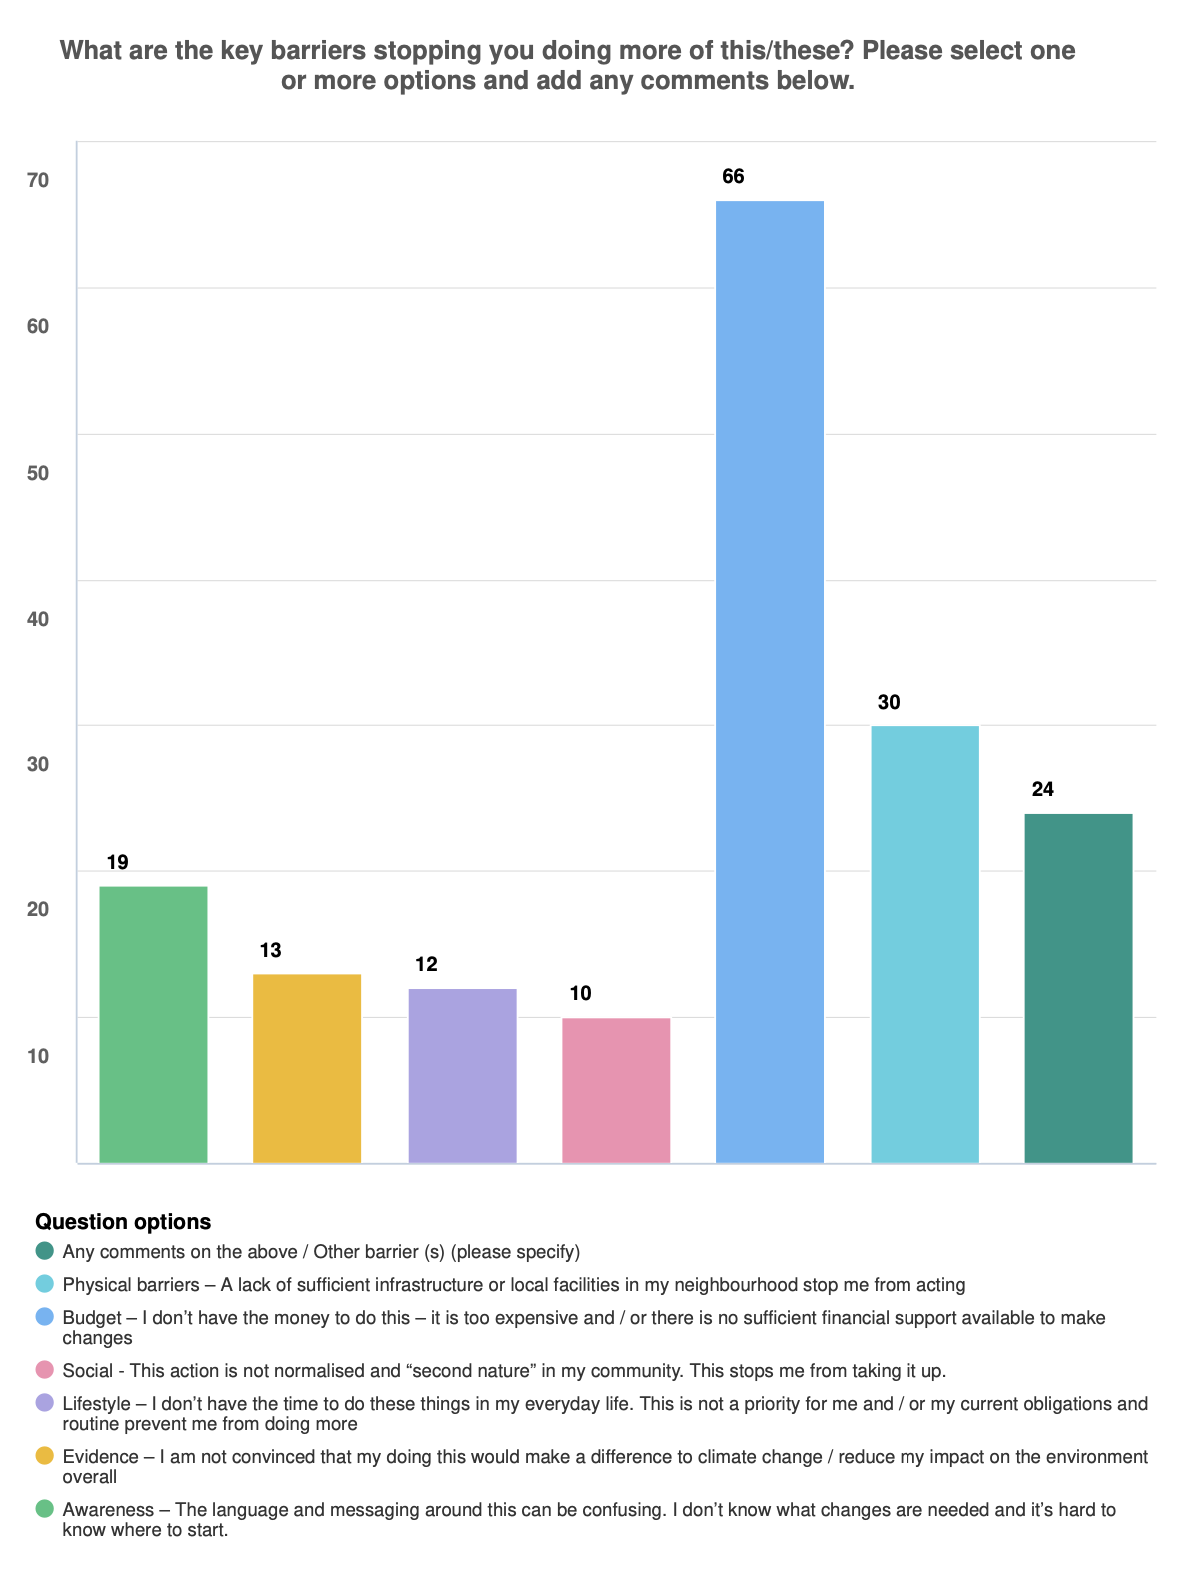 What are the key barriers stopping you doing more of this/these? Please select one
or more options and add any comments below.
70
60
50
40
30
20
10
19
13
12
10
66
30
24
Question options
Any comments on the above / Other barrier (s) (please specify)
Physical barriers – A lack of sufficient infrastructure or local facilities in my neighbourhood stop me from acting
Budget – I don’t have the money to do this – it is too expensive and / or there is no sufficient financial support available to make
changes
Social - This action is not normalised and “second nature” in my community. This stops me from taking it up.
Lifestyle – I don’t have the time to do these things in my everyday life. This is not a priority for me and / or my current obligations and
routine prevent me from doing more
Evidence – I am not convinced that my doing this would make a difference to climate change / reduce my impact on the environment
overall
Awareness – The language and messaging around this can be confusing. I don’t know what changes are needed and it’s hard to
know where to start.